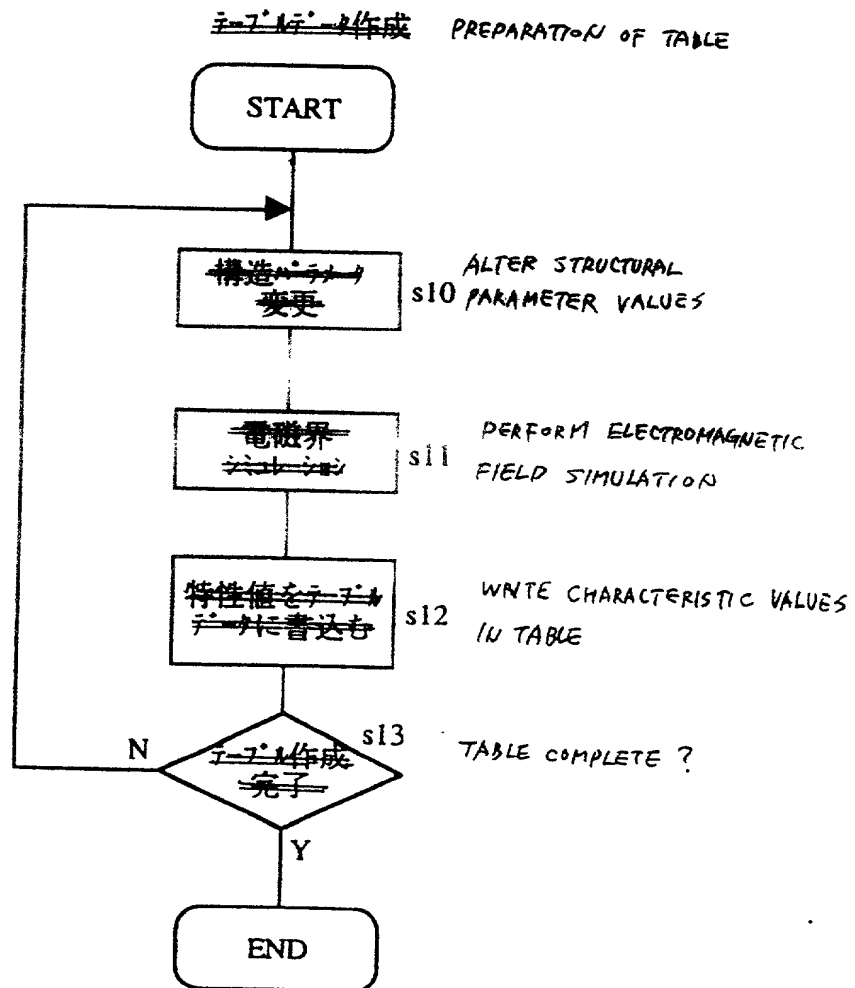 テーブルデータ作成 PREPARATION OF TABLE
START
構造パラメータ
変更
s10
ALTER STRUCTURAL
PARAMETER VALUES
電磁界
シミュレーション
s11
PERFORM ELECTROMAGNETIC
FIELD SIMULATION
特性値をテーブル
データに書込む
s12
WRITE CHARACTERISTIC VALUES
IN TABLE
テーブル作成
完了
s13
TABLE COMPLETE ?
N
Y
END